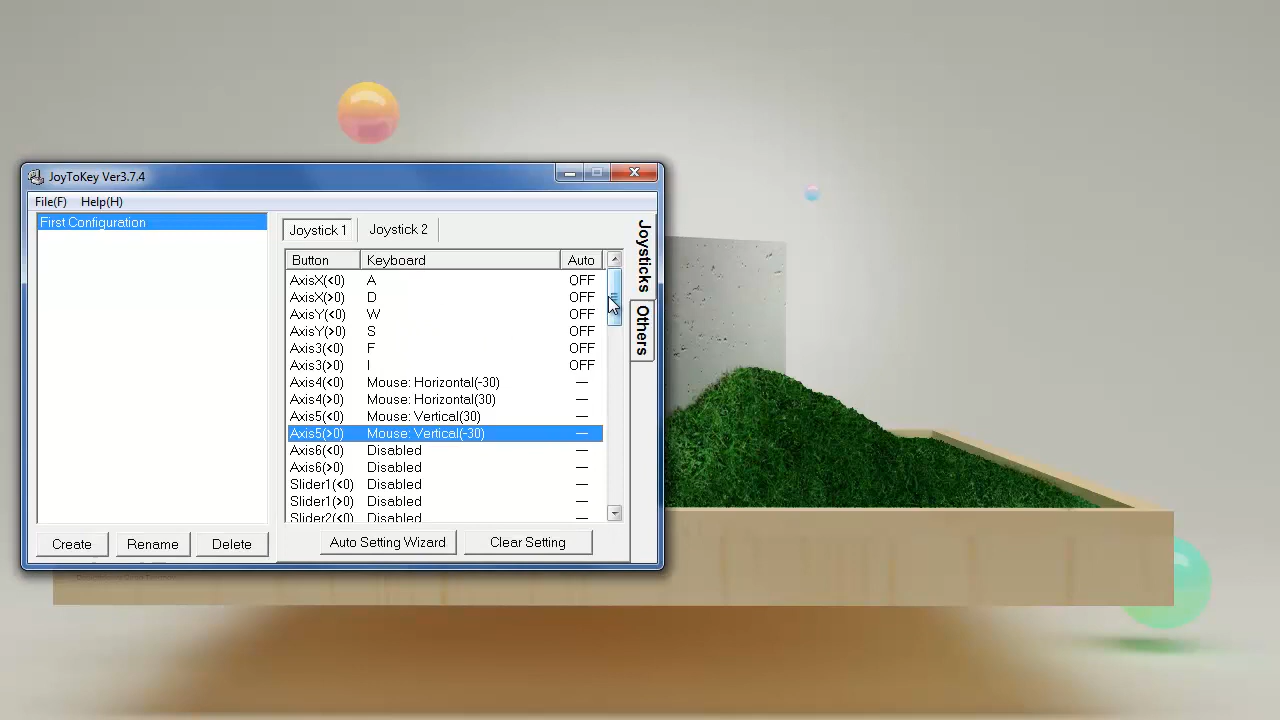 JoyToKey Ver3.7.4
File(F) Help(H)
First Configuration
Joystick 1 Joystick 2
Button Keyboard Auto
AxisX(<0) A OFF
AxisX(>0) D OFF
AxisY(<0) W OFF
AxisY(>0) S OFF
Axis3(<0) F OFF
Axis3(>0) I OFF
Axis4(<0) Mouse: Horizontal(-30) —
Axis4(>0) Mouse: Horizontal(30) —
Axis5(<0) Mouse: Vertical(30) —
Axis5(>0) Mouse: Vertical(-30) —
Axis6(<0) Disabled —
Axis6(>0) Disabled —
Slider1(<0) Disabled —
Slider1(>0) Disabled —
Slider2(<0) Disabled —
Joysticks
Others
Create Rename Delete
Auto Setting Wizard Clear Setting